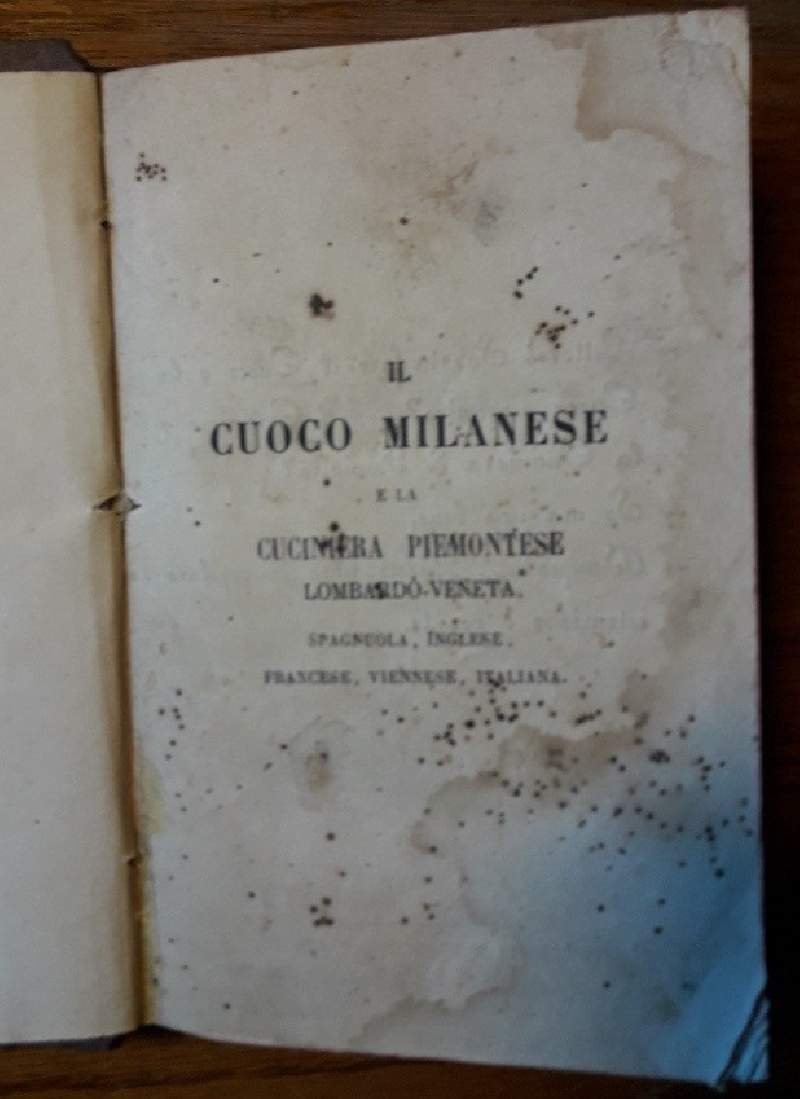 IL
CUOCO MILANESE
E LA
CUCINIERA PIEMONTESE
LOMBARDO-VENETA,
SPAGNUOLA, INGLESE,
FRANCESE, VIENNESE, ITALIANA.